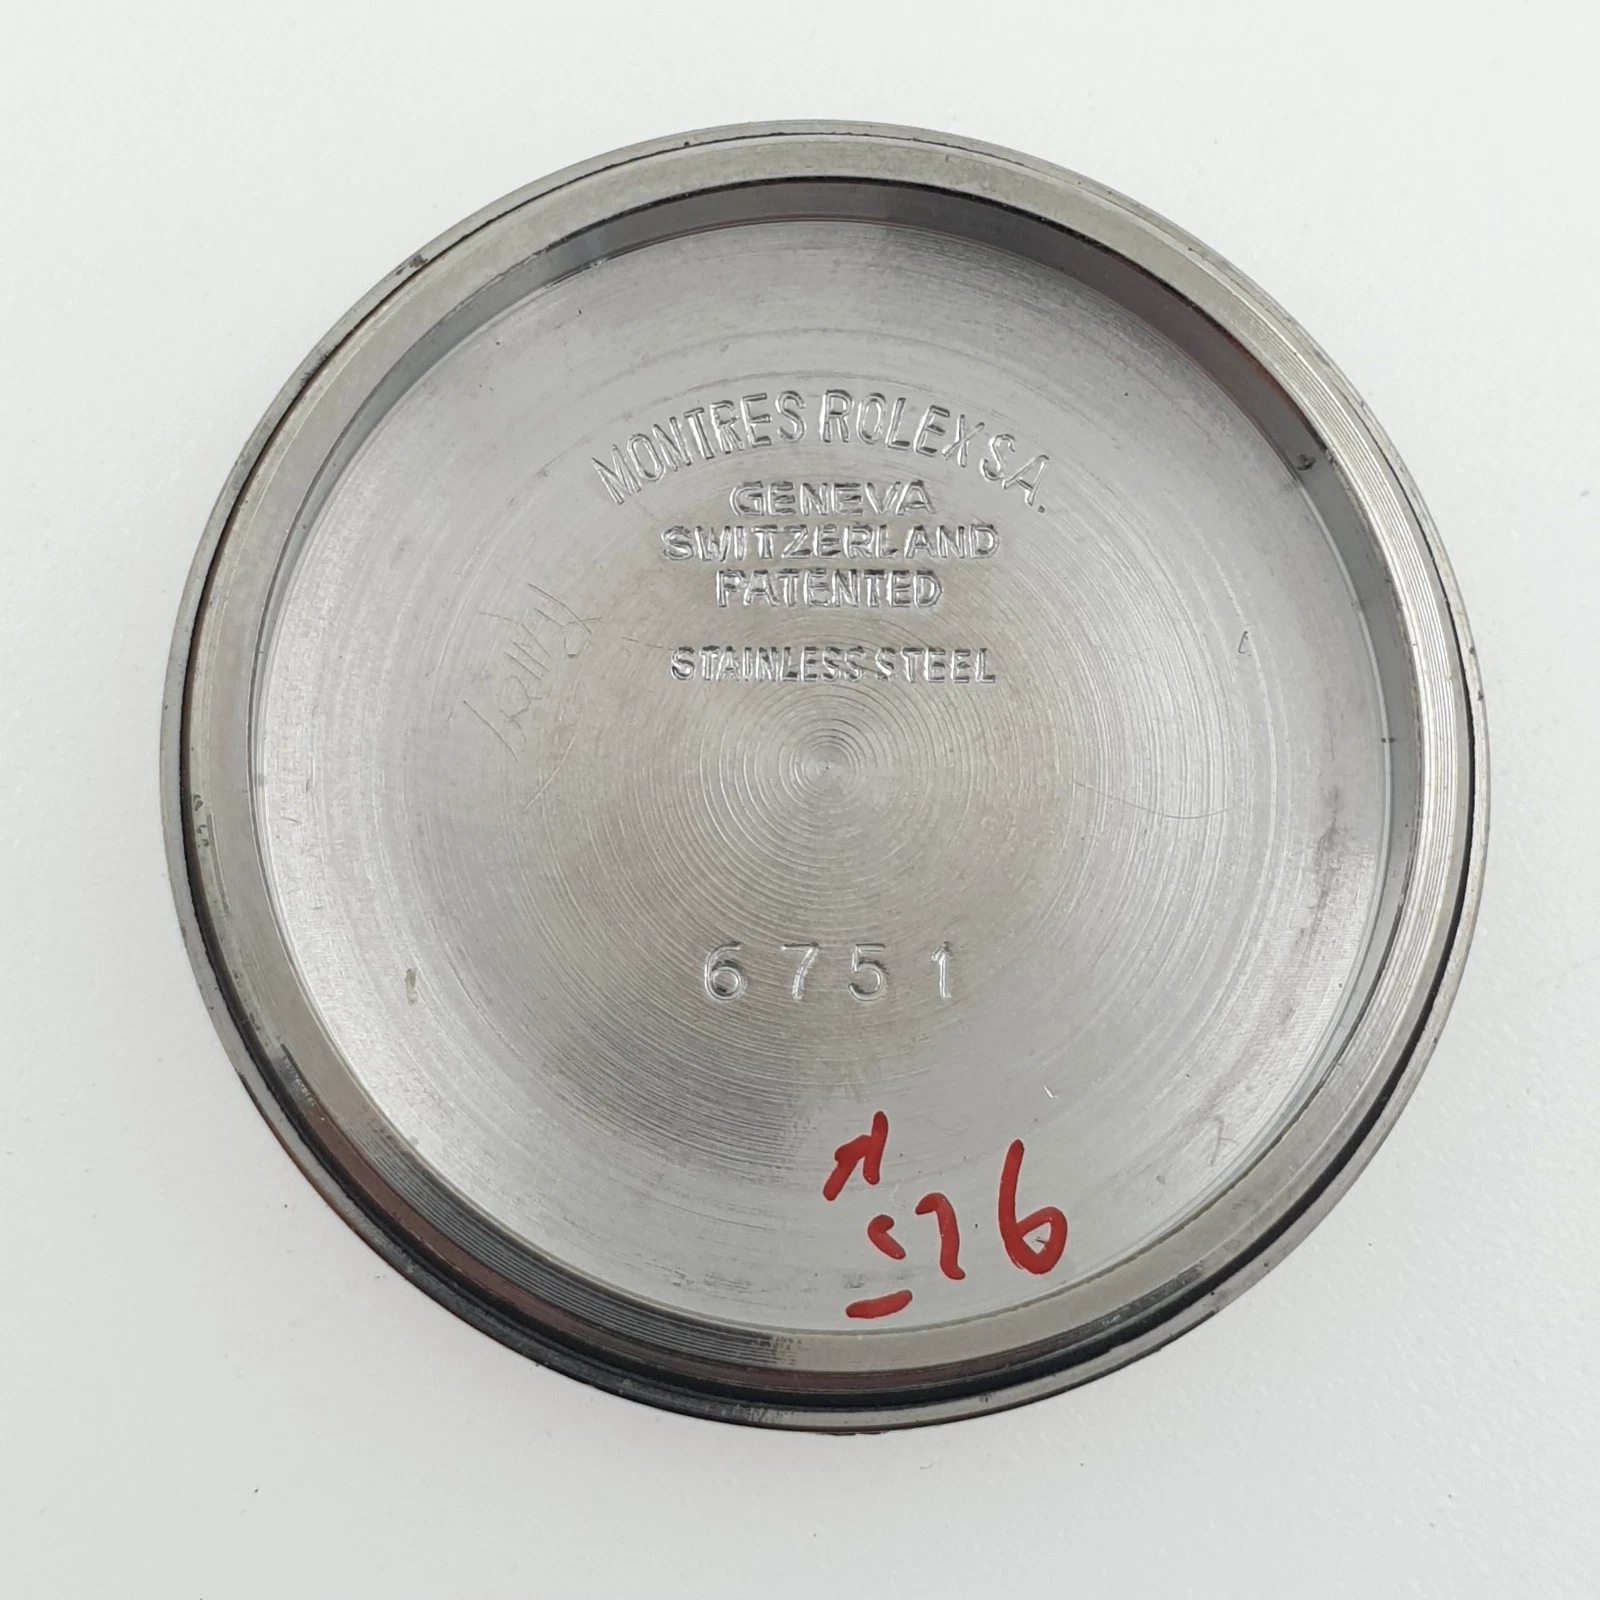 MONTRES ROLEX S.A.
GENEVA
SWITZERLAND
PATENTED
STAINLESS STEEL
6751